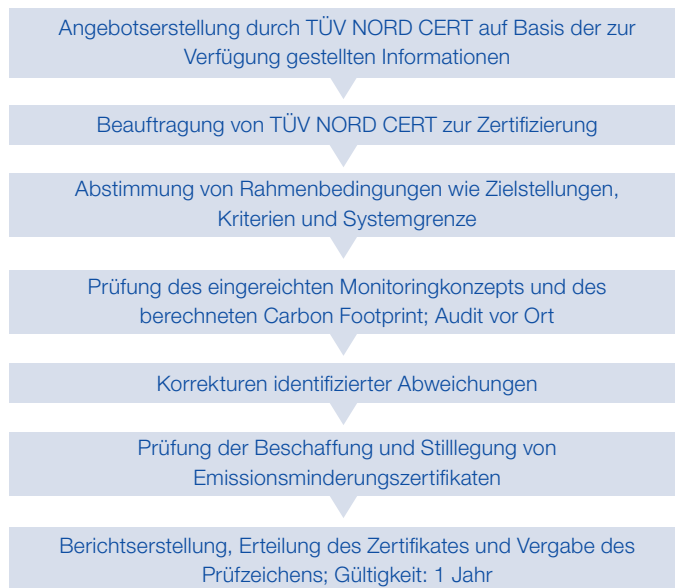 Angebotserstellung durch TÜV NORD CERT auf Basis der zur
Verfügung gestellten Informationen
Beauftragung von TÜV NORD CERT zur Zertifizierung
Abstimmung von Rahmenbedingungen wie Zielstellungen,
Kriterien und Systemgrenze
Prüfung des eingereichten Monitoringkonzepts und des
berechneten Carbon Footprint; Audit vor Ort
Korrekturen identifizierter Abweichungen
Prüfung der Beschaffung und Stilllegung von
Emissionsminderungszertifikaten
Berichtserstellung, Erteilung des Zertifikates und Vergabe des
Prüfzeichens; Gültigkeit: 1 Jahr